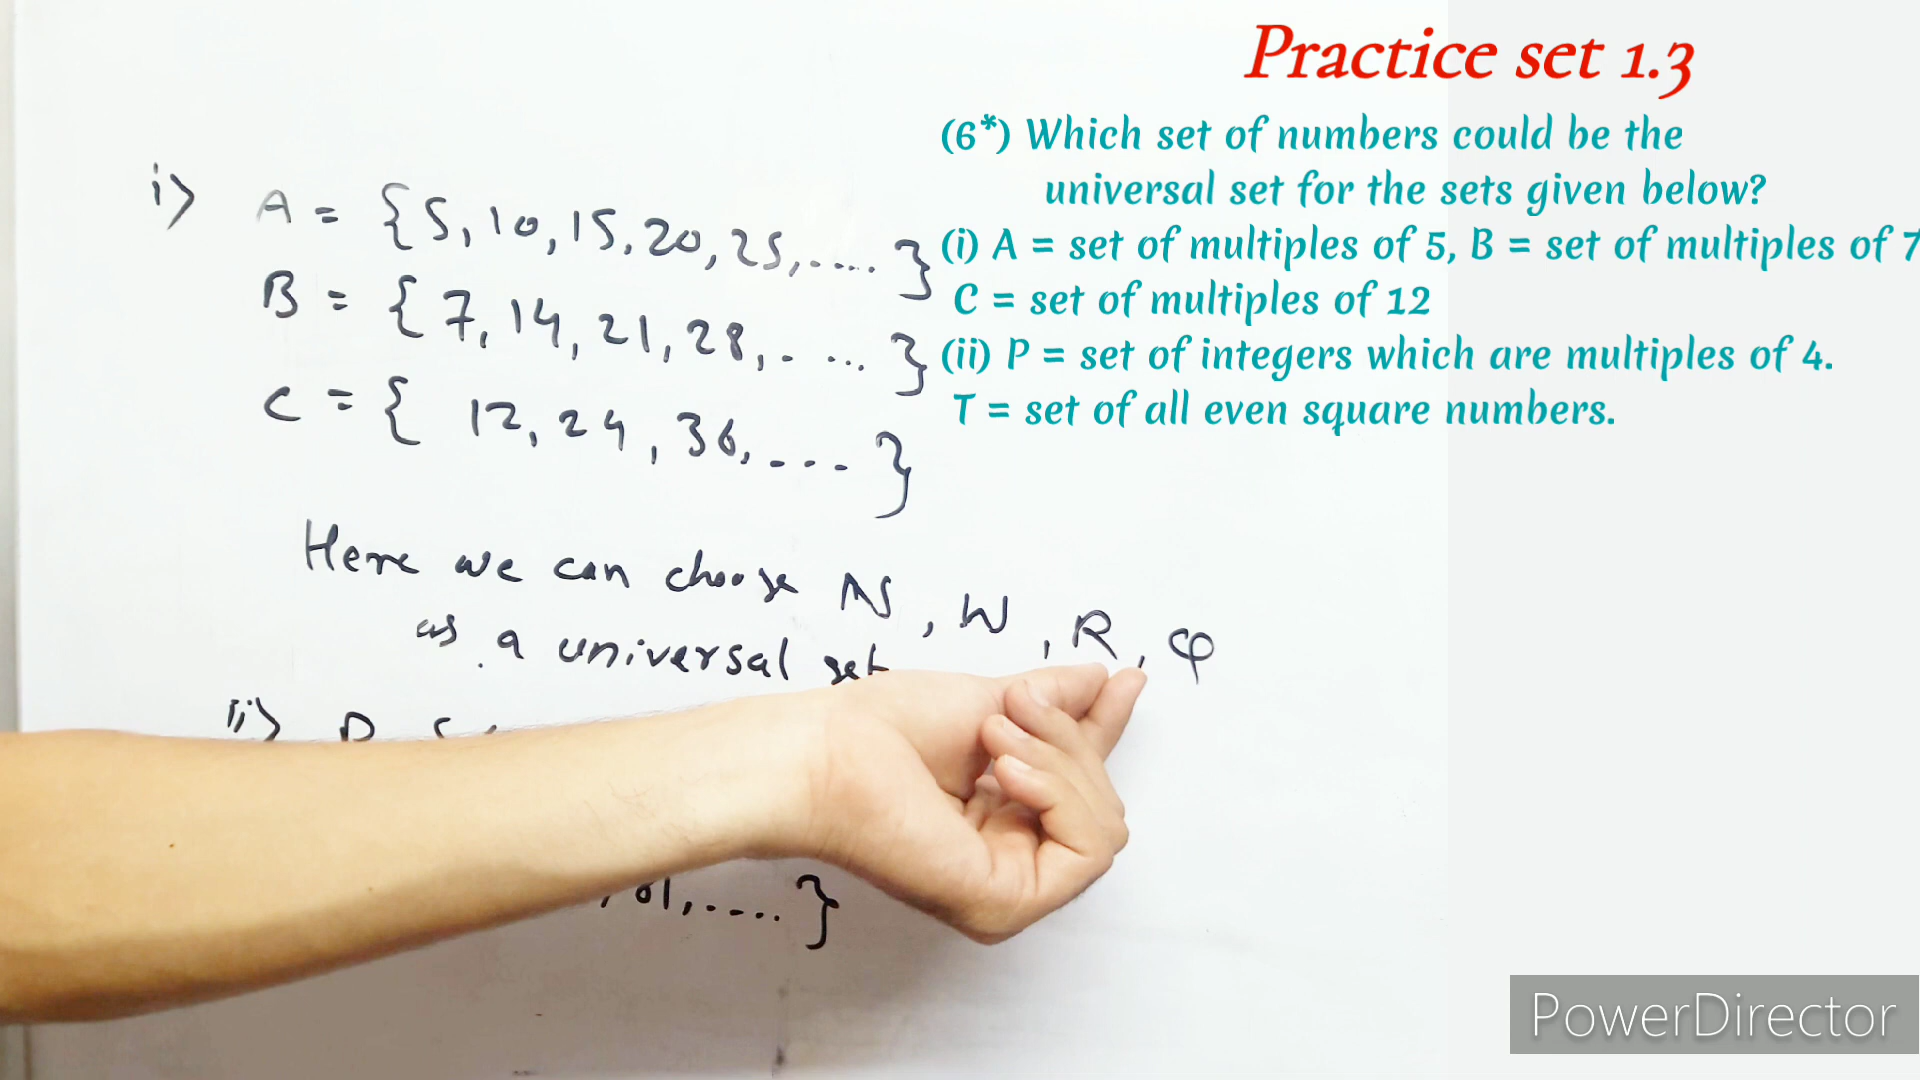 Practice set 1.3
(6*) Which set of numbers could be the
universal set for the sets given below?
(i) A = set of multiples of 5, B = set of multiples of 7
C = set of multiples of 12
(ii) P = set of integers which are multiples of 4.
T = set of all even square numbers.
i) A = {5, 10, 15, 20, 25, ..... }
B = { 7, 14, 21, 28, . ... }
C = { 12, 24, 36, --- }
Here we can choose N, W, R, φ
as a universal set
ii) P
, ---- }
PowerDirector